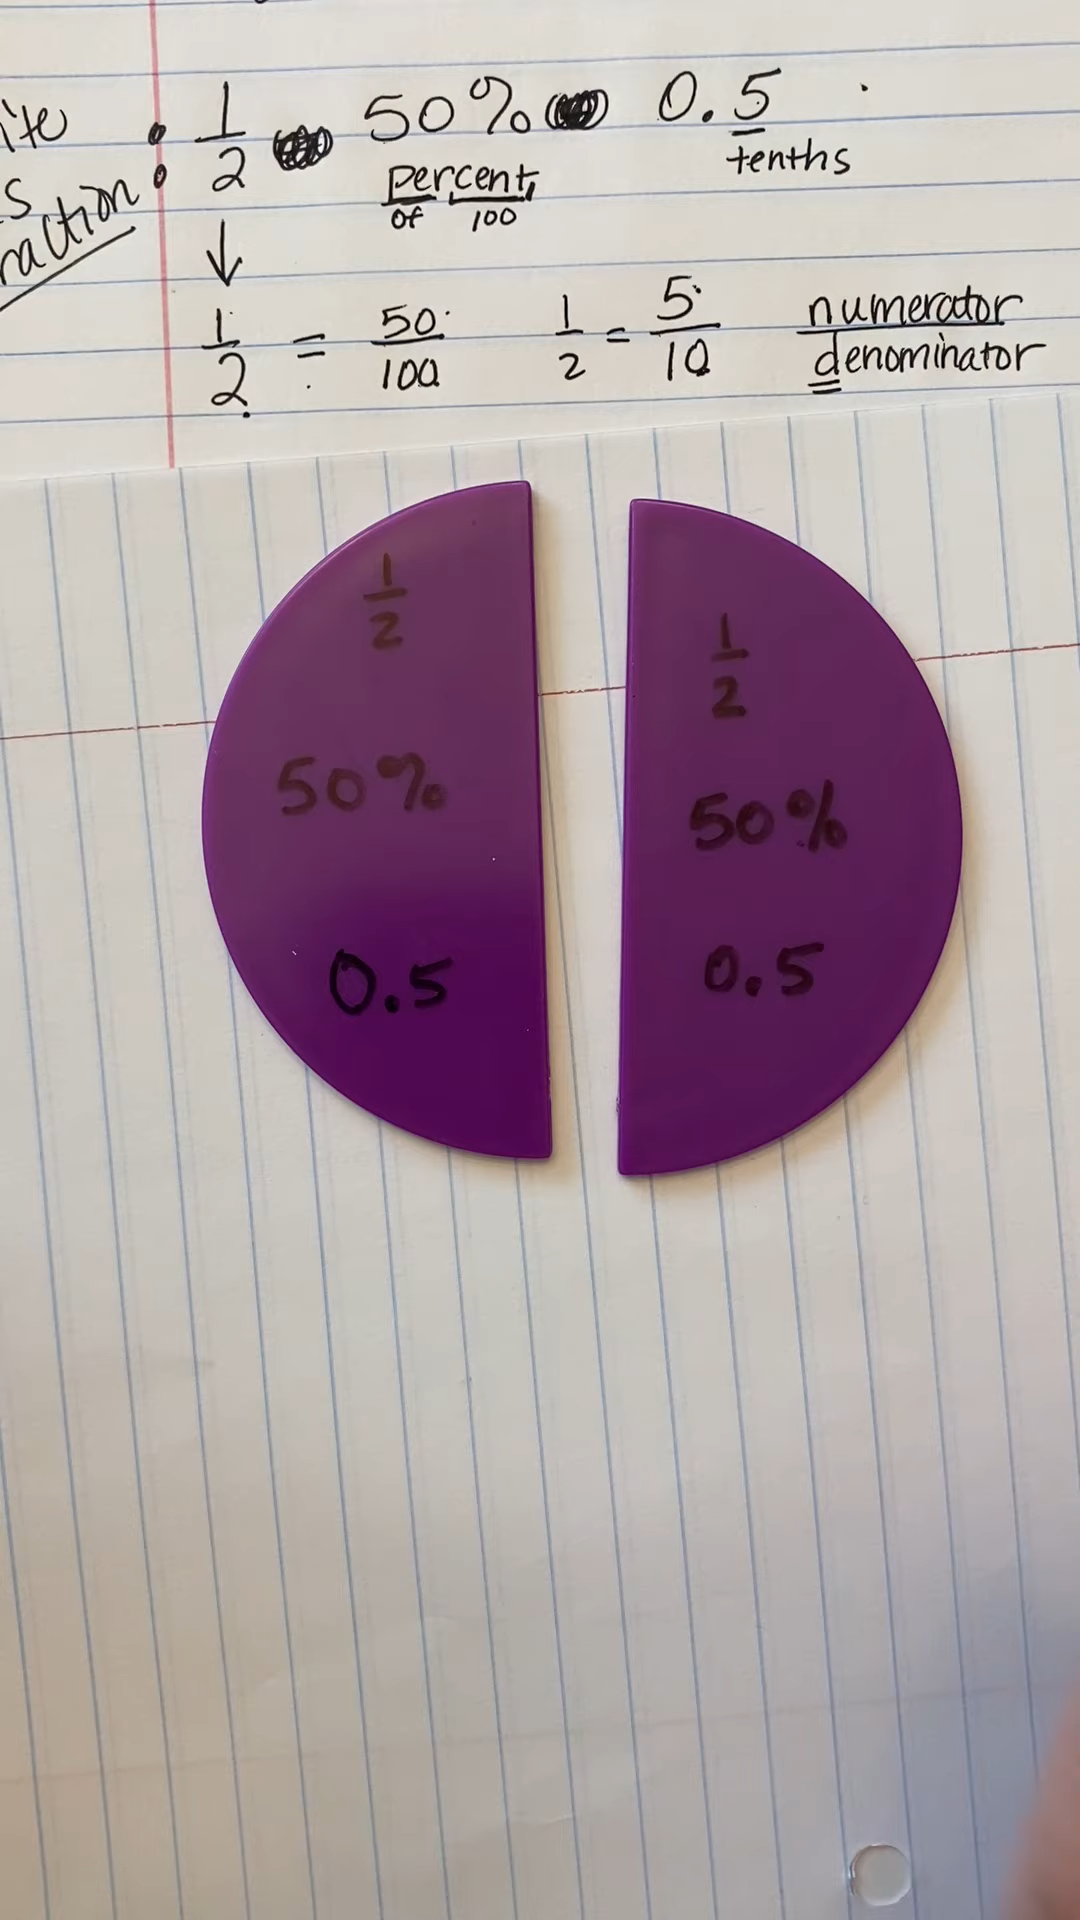 1/2 50% 0.5
percent, tenths
of 100
raction:
1/2 = 50/100 1/2 = 5/10 numerator/denominator
1/2
50%
0.5
1/2
50%
0.5